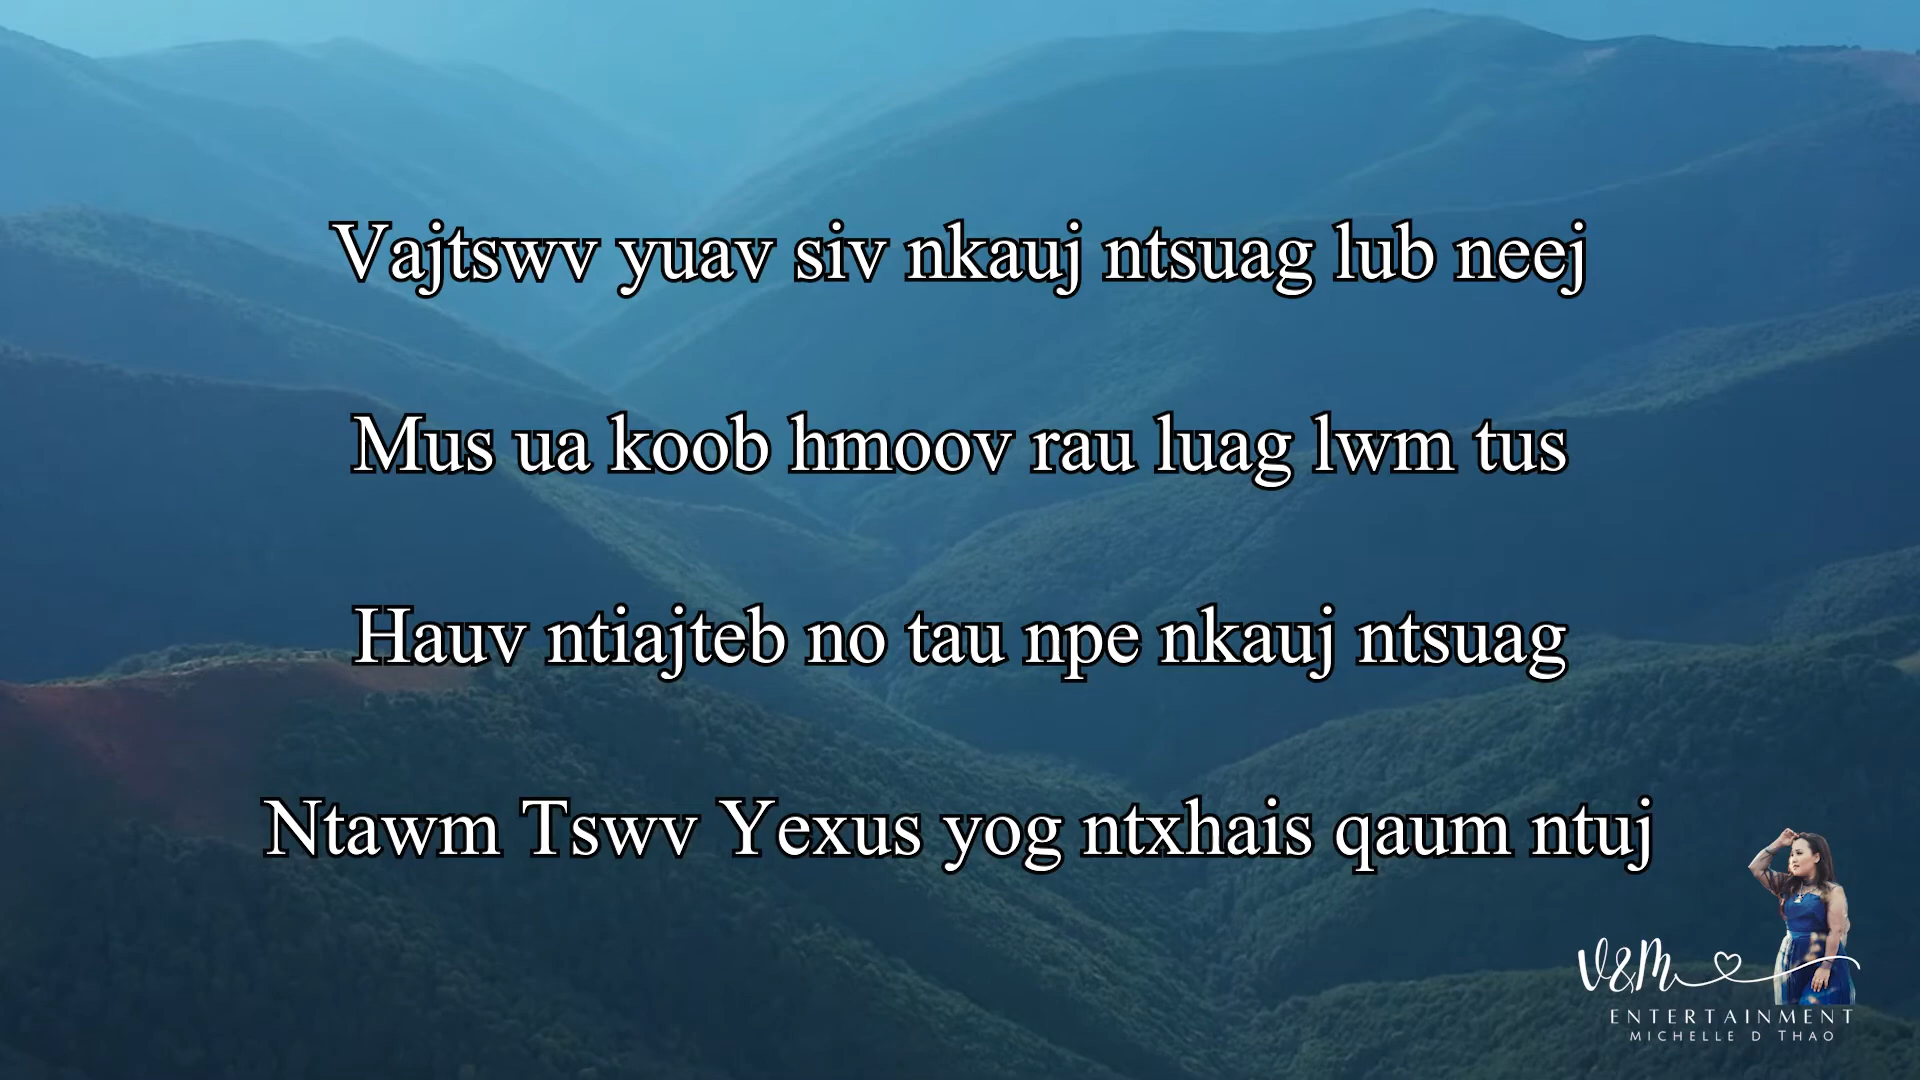 Vajtswv yuav siv nkauj ntsuag lub neej
Mus ua koob hmoov rau luag lwm tus
Hauv ntiajteb no tau npe nkauj ntsuag
Ntawm Tswv Yexus yog ntxhais qaum ntuj
V&M
ENTERTAINMENT
MICHELLE D THAO